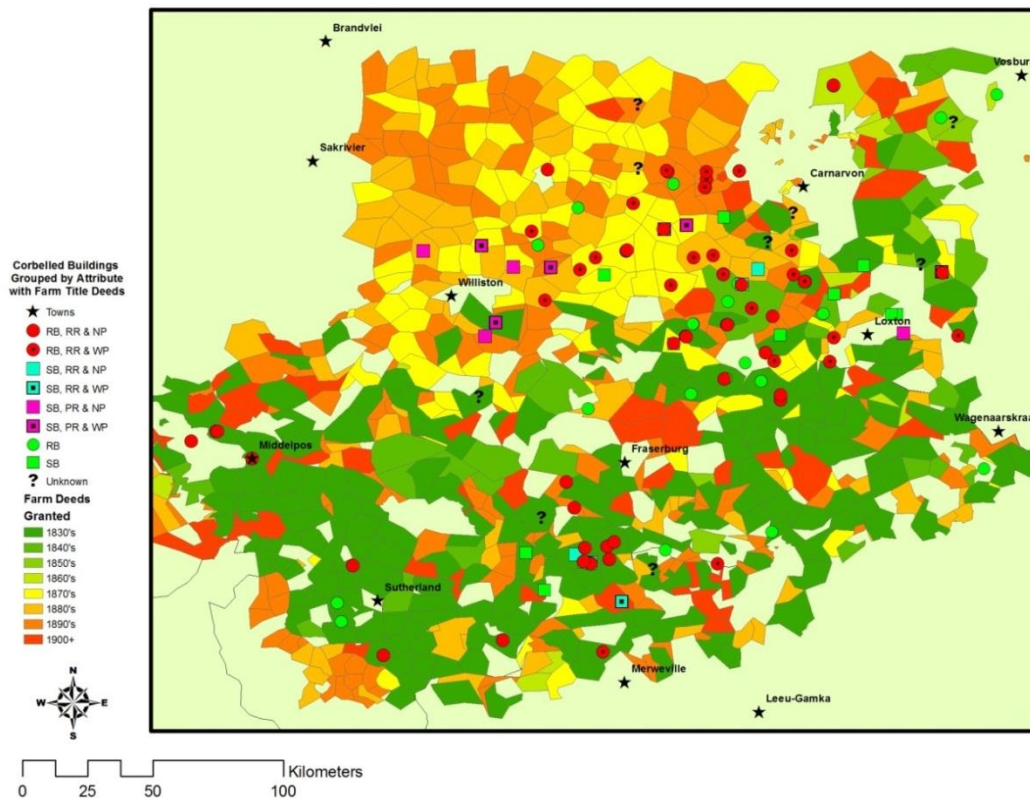 Brandvlei
Vosbur
Sakrivier
Carnarvon
Williston
Loxton
Wagenaarskraa
Middelpos
Fraserburg
Sutherland
Merweville
Leeu-Gamka
?
?
?
?
?
?
?
?
?
Corbelled Buildings
Grouped by Attribute
with Farm Title Deeds
Towns
RB, RR & NP
RB, RR & WP
SB, RR & NP
SB, RR & WP
SB, PR & NP
SB, PR & WP
RB
SB
? Unknown
Farm Deeds
Granted
1830's
1840's
1850's
1860's
1870's
1880's
1890's
1900+
N
W E
S
Kilometers
0 25 50 100